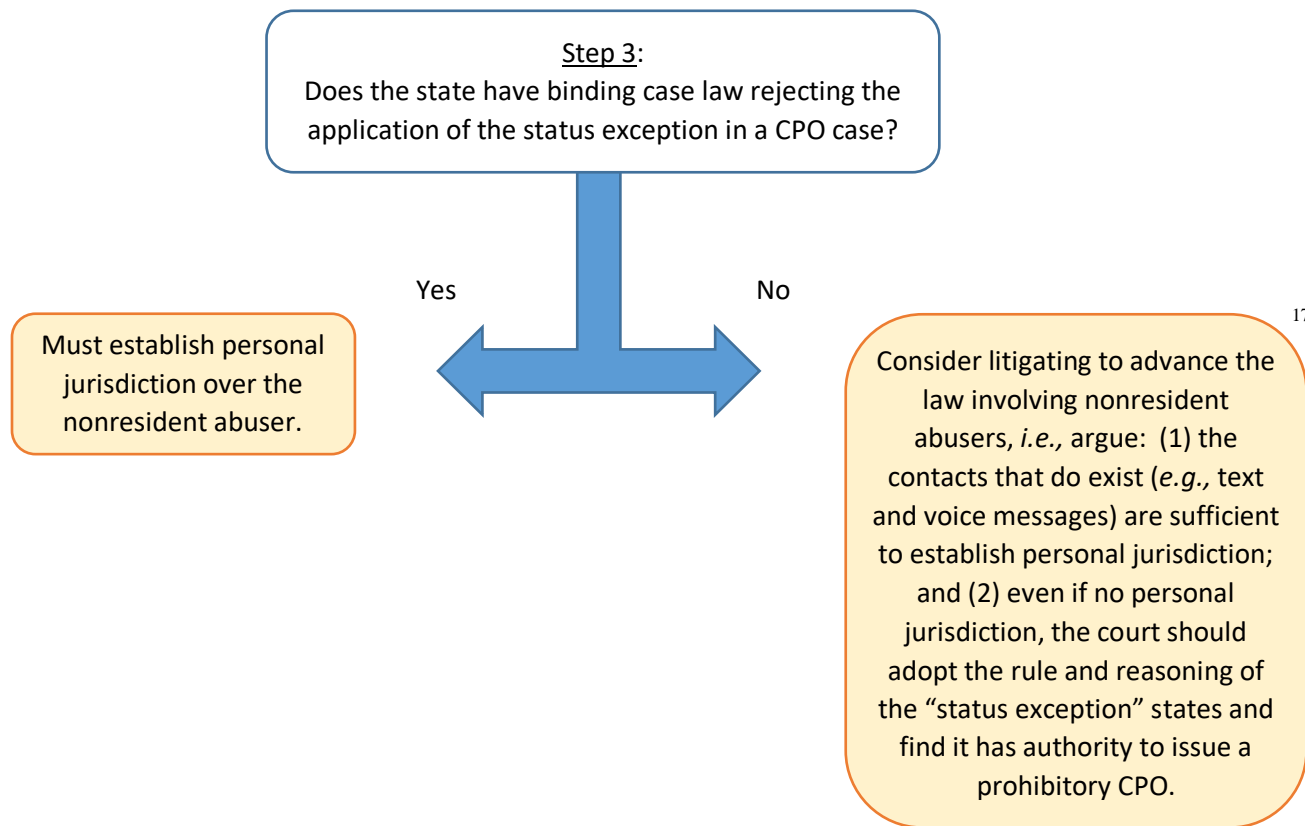 Step 3:
Does the state have binding case law rejecting the
application of the status exception in a CPO case?
Yes
No
Must establish personal
jurisdiction over the
nonresident abuser.
17
Consider litigating to advance the
law involving nonresident
abusers, i.e., argue:  (1) the
contacts that do exist (e.g., text
and voice messages) are sufficient
to establish personal jurisdiction;
and (2) even if no personal
jurisdiction, the court should
adopt the rule and reasoning of
the “status exception” states and
find it has authority to issue a
prohibitory CPO.